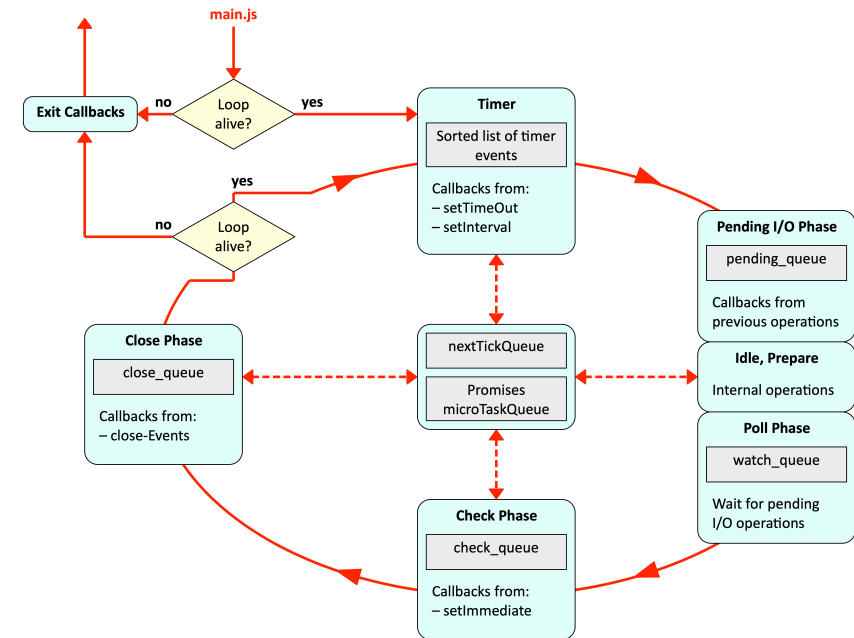 main.js
Loop
alive?
no
yes
Exit Callbacks
Timer
Sorted list of timer
events
Callbacks from:
– setTimeOut
– setInterval
yes
no
Loop
alive?
Pending I/O Phase
pending_queue
Callbacks from
previous operations
Idle, Prepare
Internal operations
Poll Phase
watch_queue
Wait for pending
I/O operations
nextTickQueue
Promises
microTaskQueue
Close Phase
close_queue
Callbacks from:
– close-Events
Check Phase
check_queue
Callbacks from:
– setImmediate